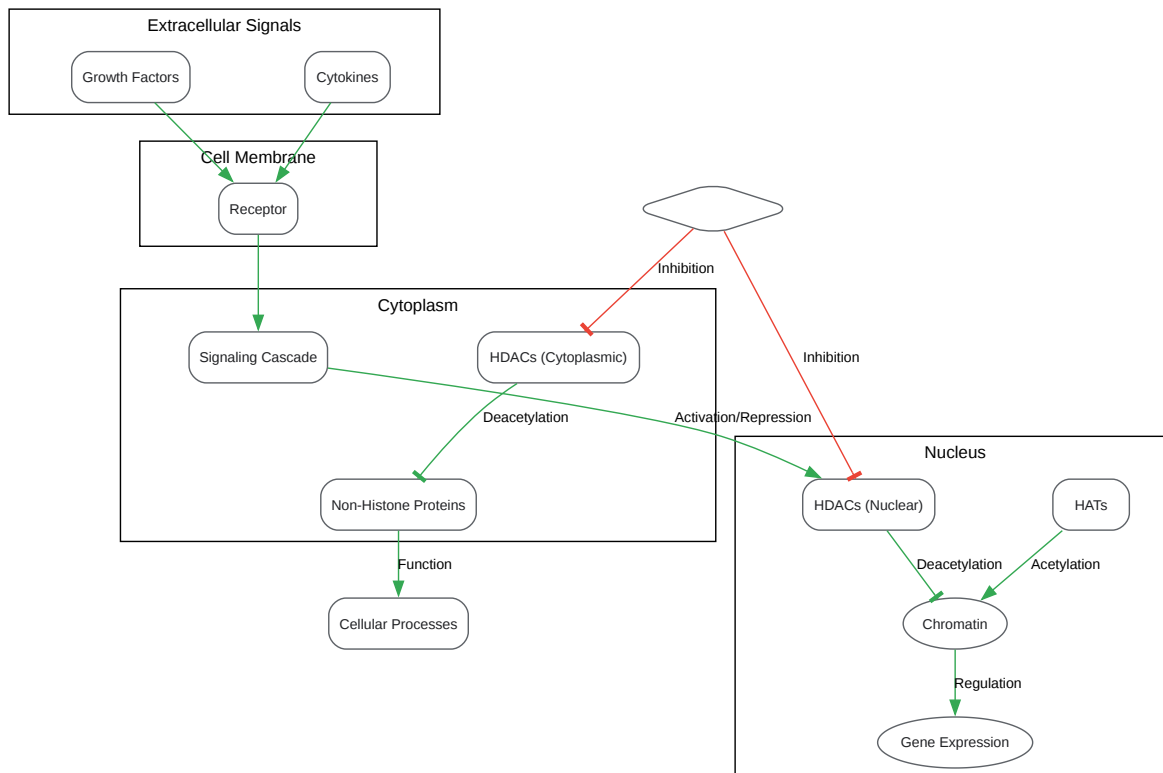 Extracellular Signals
Growth Factors
Cytokines
Cell Membrane
Receptor
Inhibition
Cytoplasm
Signaling Cascade
HDACs (Cytoplasmic)
Inhibition
Deacetylation
Activation/Repression
Nucleus
Non-Histone Proteins
HDACs (Nuclear)
HATs
Function
Deacetylation
Acetylation
Cellular Processes
Chromatin
Regulation
Gene Expression